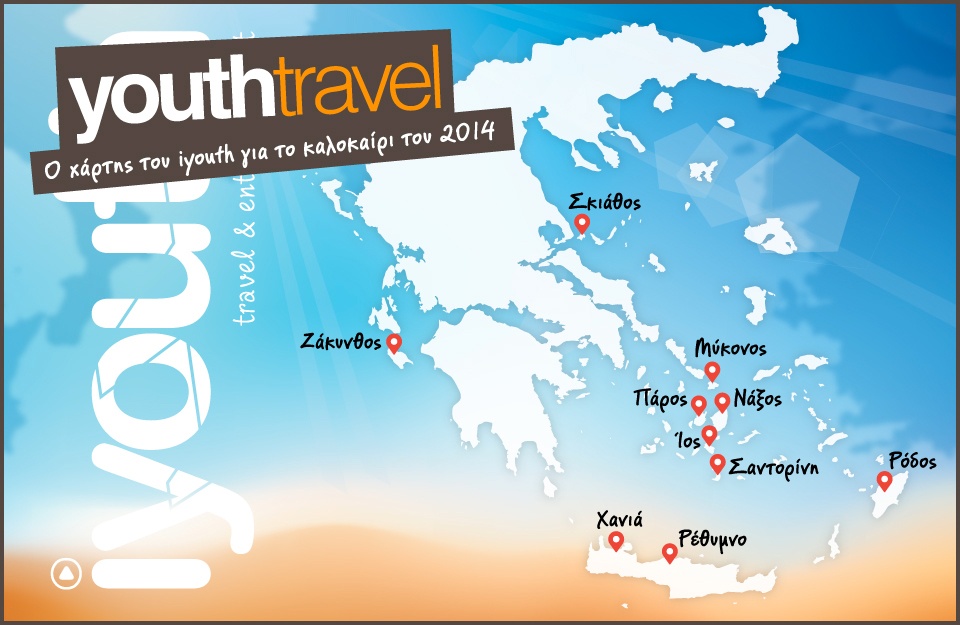 youthtravel
Ο χάρτης του iyouth για το καλοκαίρι του 2014
iyouth
travel & ent
Σκιάθος
Ζάκυνθος
Μύκονος
Πάρος
Νάξος
Ίος
Σαντορίνη
Ρόδος
Χανιά
Ρέθυμνο